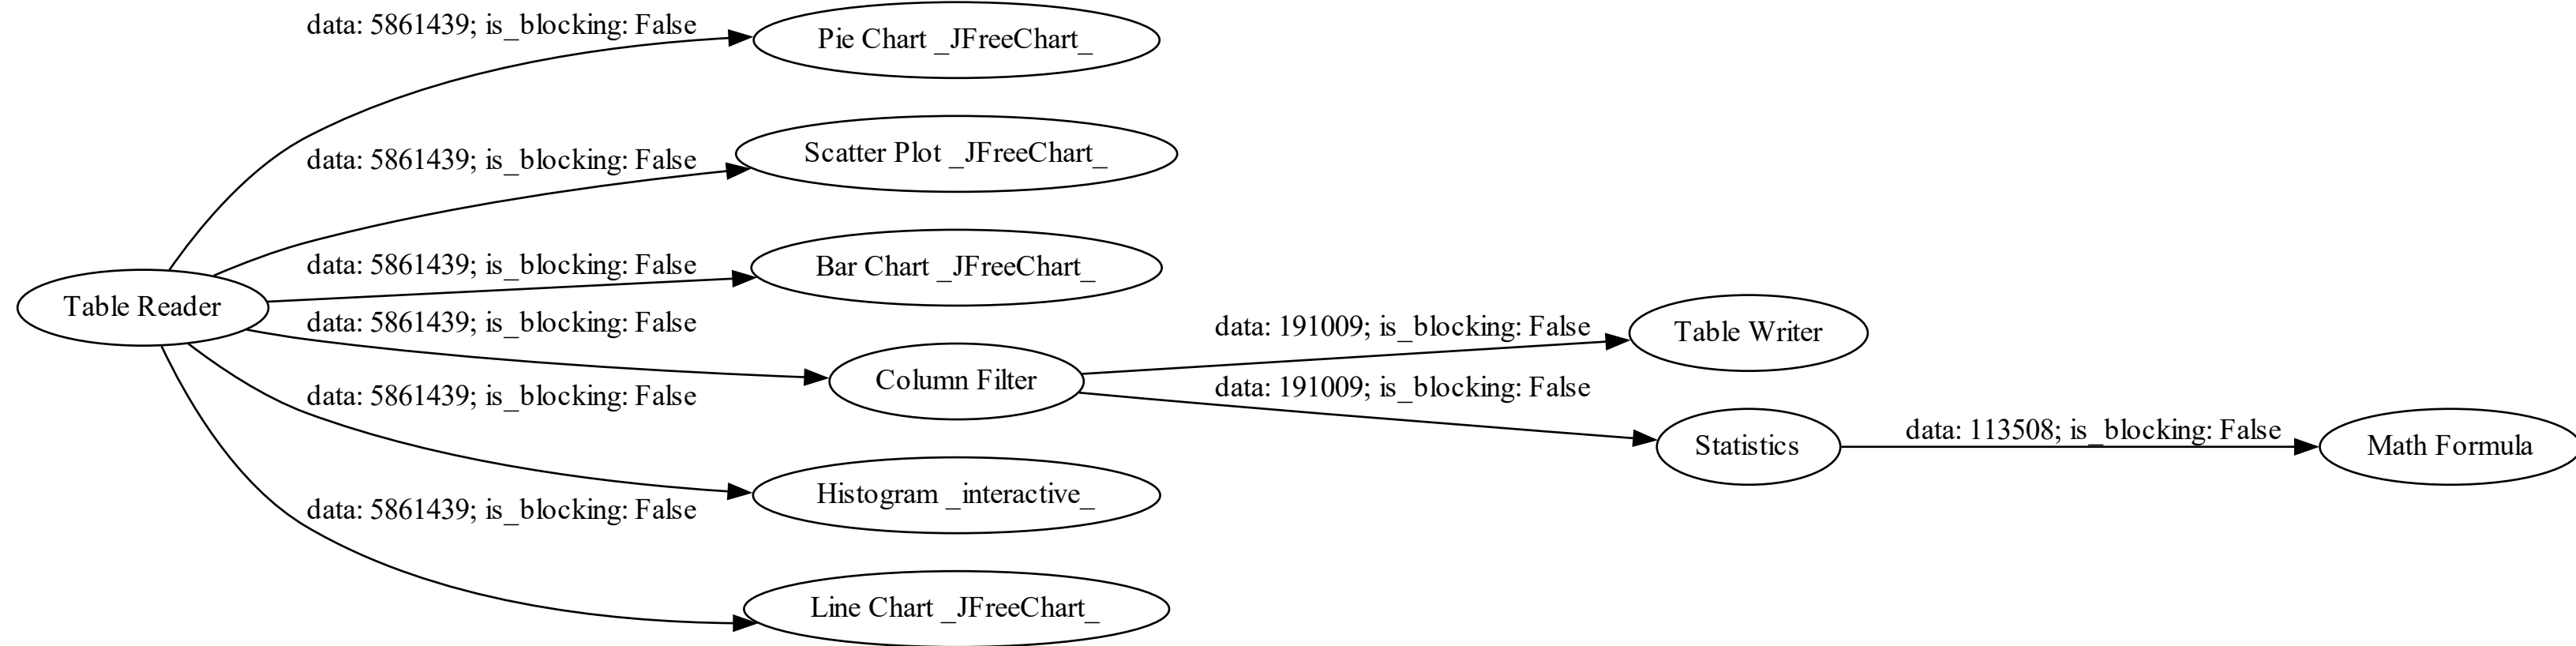 data: 5861439; is_blocking: False
Pie Chart _JFreeChart_
data: 5861439; is_blocking: False
Scatter Plot _JFreeChart_
data: 5861439; is_blocking: False
Bar Chart _JFreeChart_
Table Reader
data: 5861439; is_blocking: False
Column Filter
data: 191009; is_blocking: False
Table Writer
data: 191009; is_blocking: False
Statistics
data: 113508; is_blocking: False
Math Formula
data: 5861439; is_blocking: False
Histogram _interactive_
data: 5861439; is_blocking: False
Line Chart _JFreeChart_